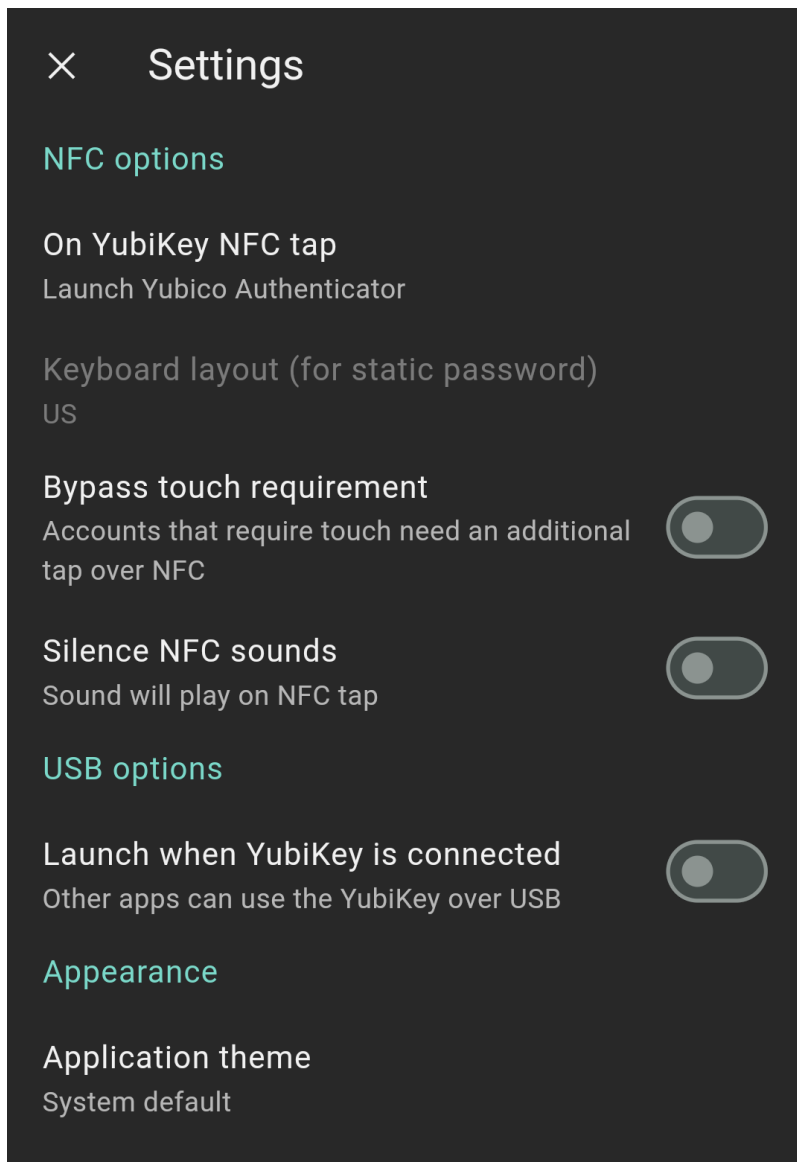 Settings
NFC options
On YubiKey NFC tap
Launch Yubico Authenticator
Keyboard layout (for static password)
US
Bypass touch requirement
Accounts that require touch need an additional
tap over NFC
Silence NFC sounds
Sound will play on NFC tap
USB options
Launch when YubiKey is connected
Other apps can use the YubiKey over USB
Appearance
Application theme
System default